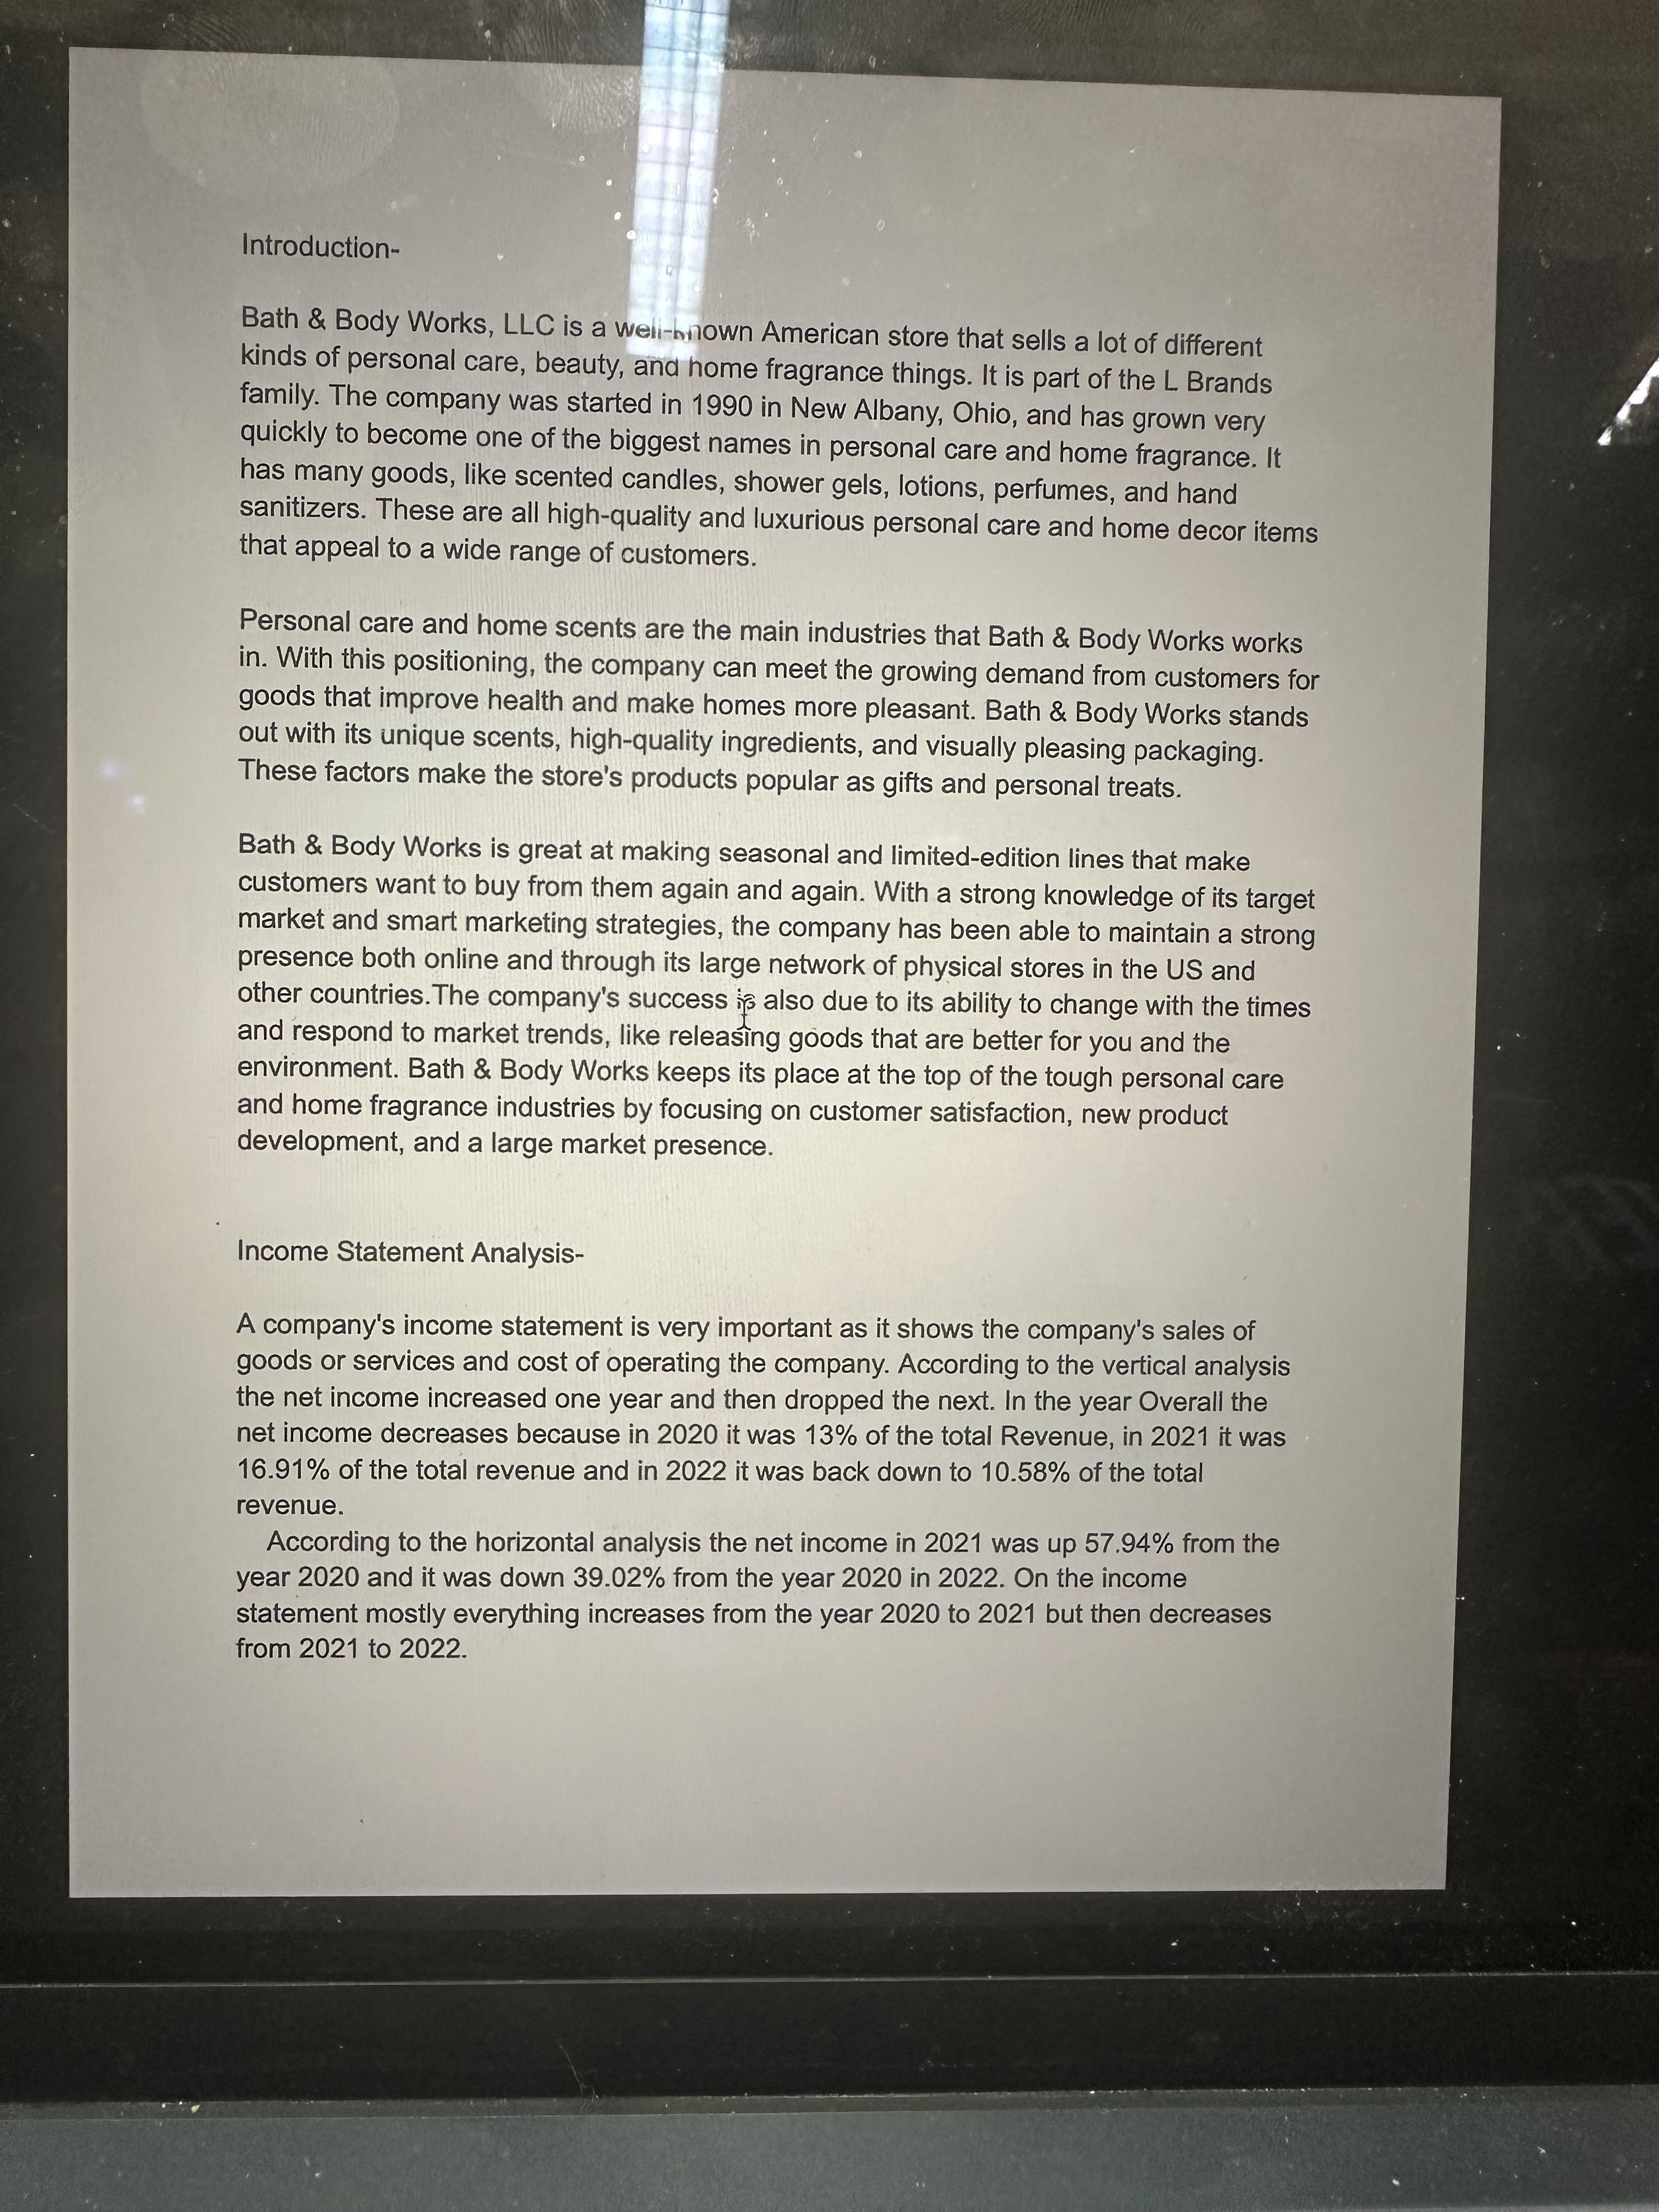 Introduction-
Bath & Body Works, LLC is a well-known American store that sells a lot of different
kinds of personal care, beauty, and home fragrance things. It is part of the L Brands
family. The company was started in 1990 in New Albany, Ohio, and has grown very
quickly to become one of the biggest names in personal care and home fragrance. It
has many goods, like scented candles, shower gels, lotions, perfumes, and hand
sanitizers. These are all high-quality and luxurious personal care and home decor items
that appeal to a wide range of customers.
Personal care and home scents are the main industries that Bath & Body Works works
in. With this positioning, the company can meet the growing demand from customers for
goods that improve health and make homes more pleasant. Bath & Body Works stands
out with its unique scents, high-quality ingredients, and visually pleasing packaging.
These factors make the store's products popular as gifts and personal treats.
Bath & Body Works is great at making seasonal and limited-edition lines that make
customers want to buy from them again and again. With a strong knowledge of its target
market and smart marketing strategies, the company has been able to maintain a strong
presence both online and through its large network of physical stores in the US and
other countries.The company's success is also due to its ability to change with the times
and respond to market trends, like releasing goods that are better for you and the
environment. Bath & Body Works keeps its place at the top of the tough personal care
and home fragrance industries by focusing on customer satisfaction, new product
development, and a large market presence.
Income Statement Analysis-
A company's income statement is very important as it shows the company's sales of
goods or services and cost of operating the company. According to the vertical analysis
the net income increased one year and then dropped the next. In the year Overall the
net income decreases because in 2020 it was 13% of the total Revenue, in 2021 it was
16.91% of the total revenue and in 2022 it was back down to 10.58% of the total
revenue.
According to the horizontal analysis the net income in 2021 was up 57.94% from the
year 2020 and it was down 39.02% from the year 2020 in 2022. On the income
statement mostly everything increases from the year 2020 to 2021 but then decreases
from 2021 to 2022.